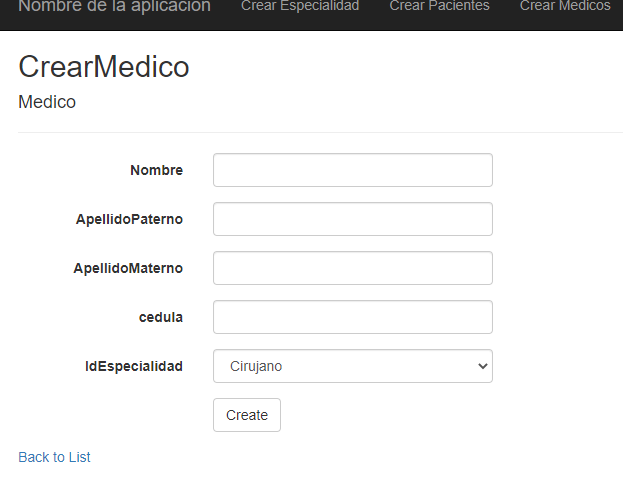 Nombre de la aplicación Crear Especialidad Crear Pacientes Crear Medicos
CrearMedico
Medico
Nombre
ApellidoPaterno
ApellidoMaterno
cedula
IdEspecialidad Cirujano
Create
Back to List